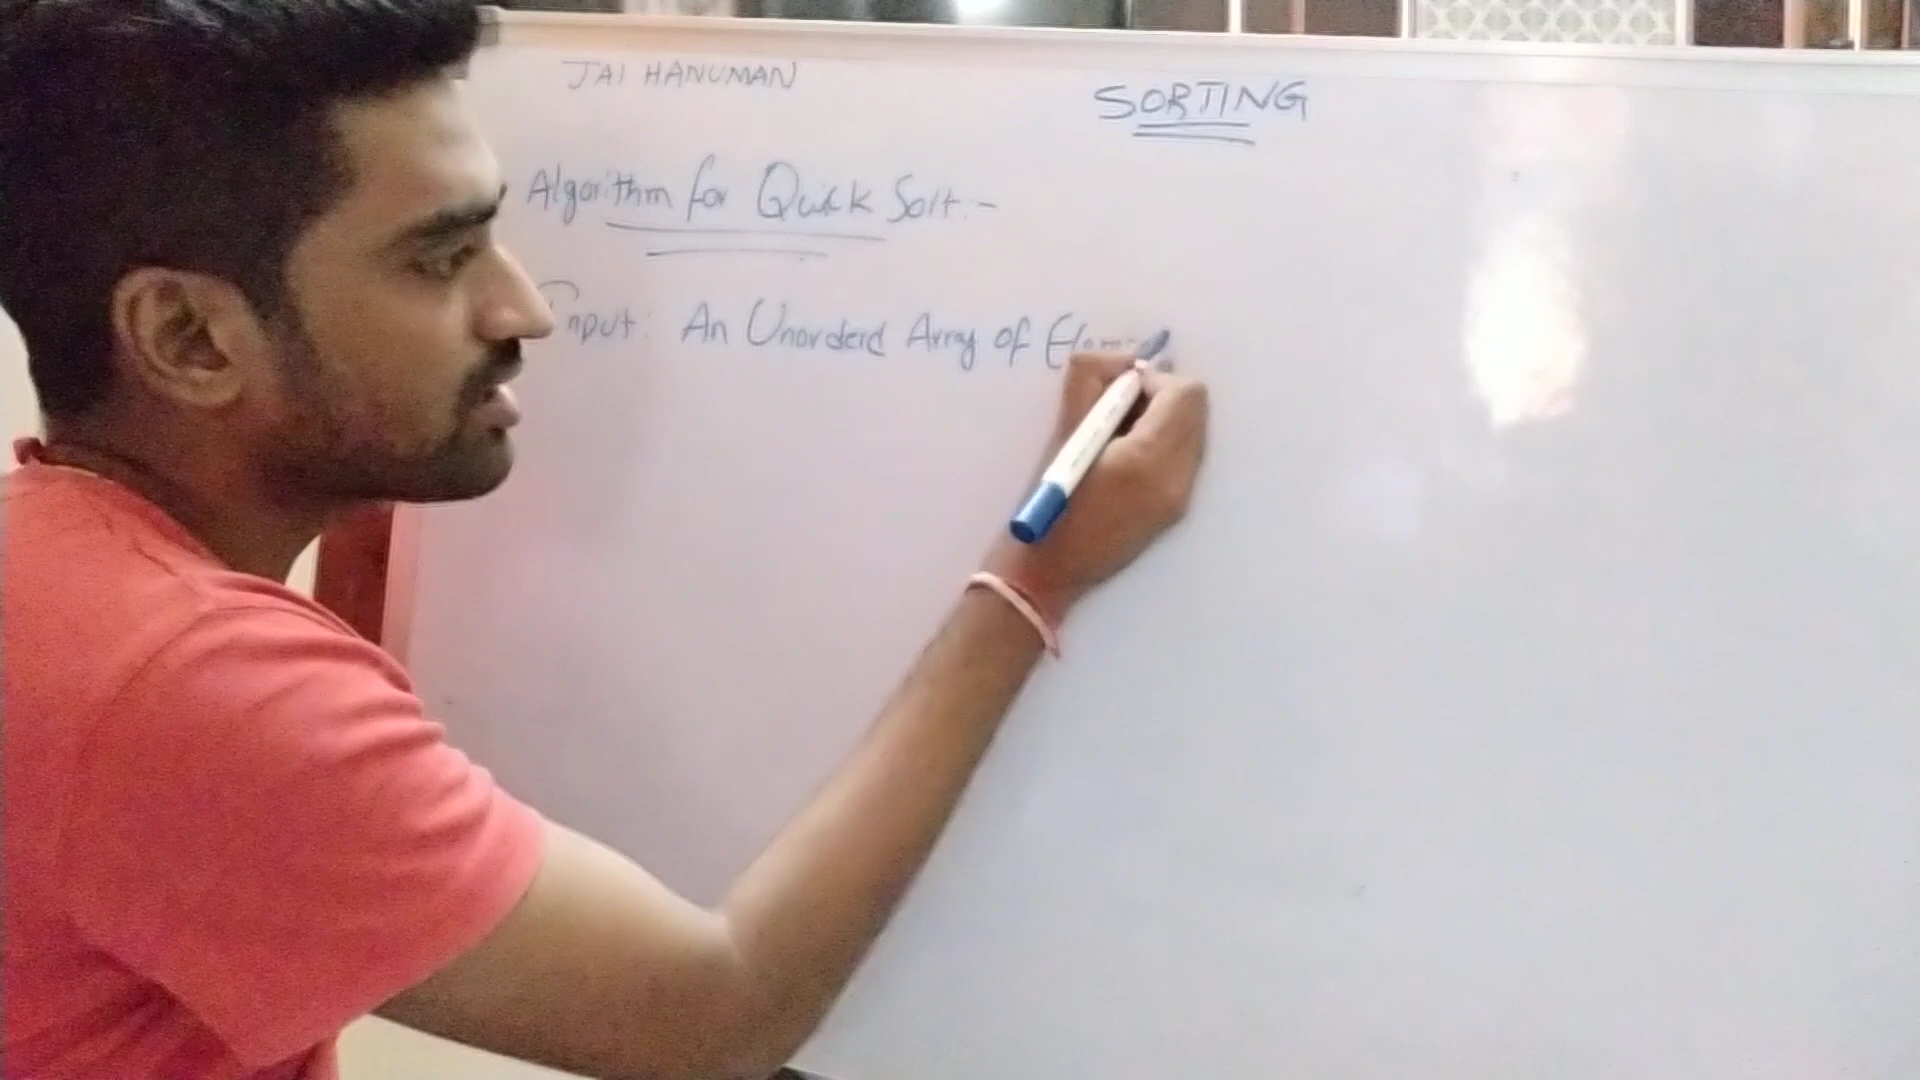 JAI HANUMAN
SORTING
Algorithm for Quick Sort:-
Input: An Unorderd Array of